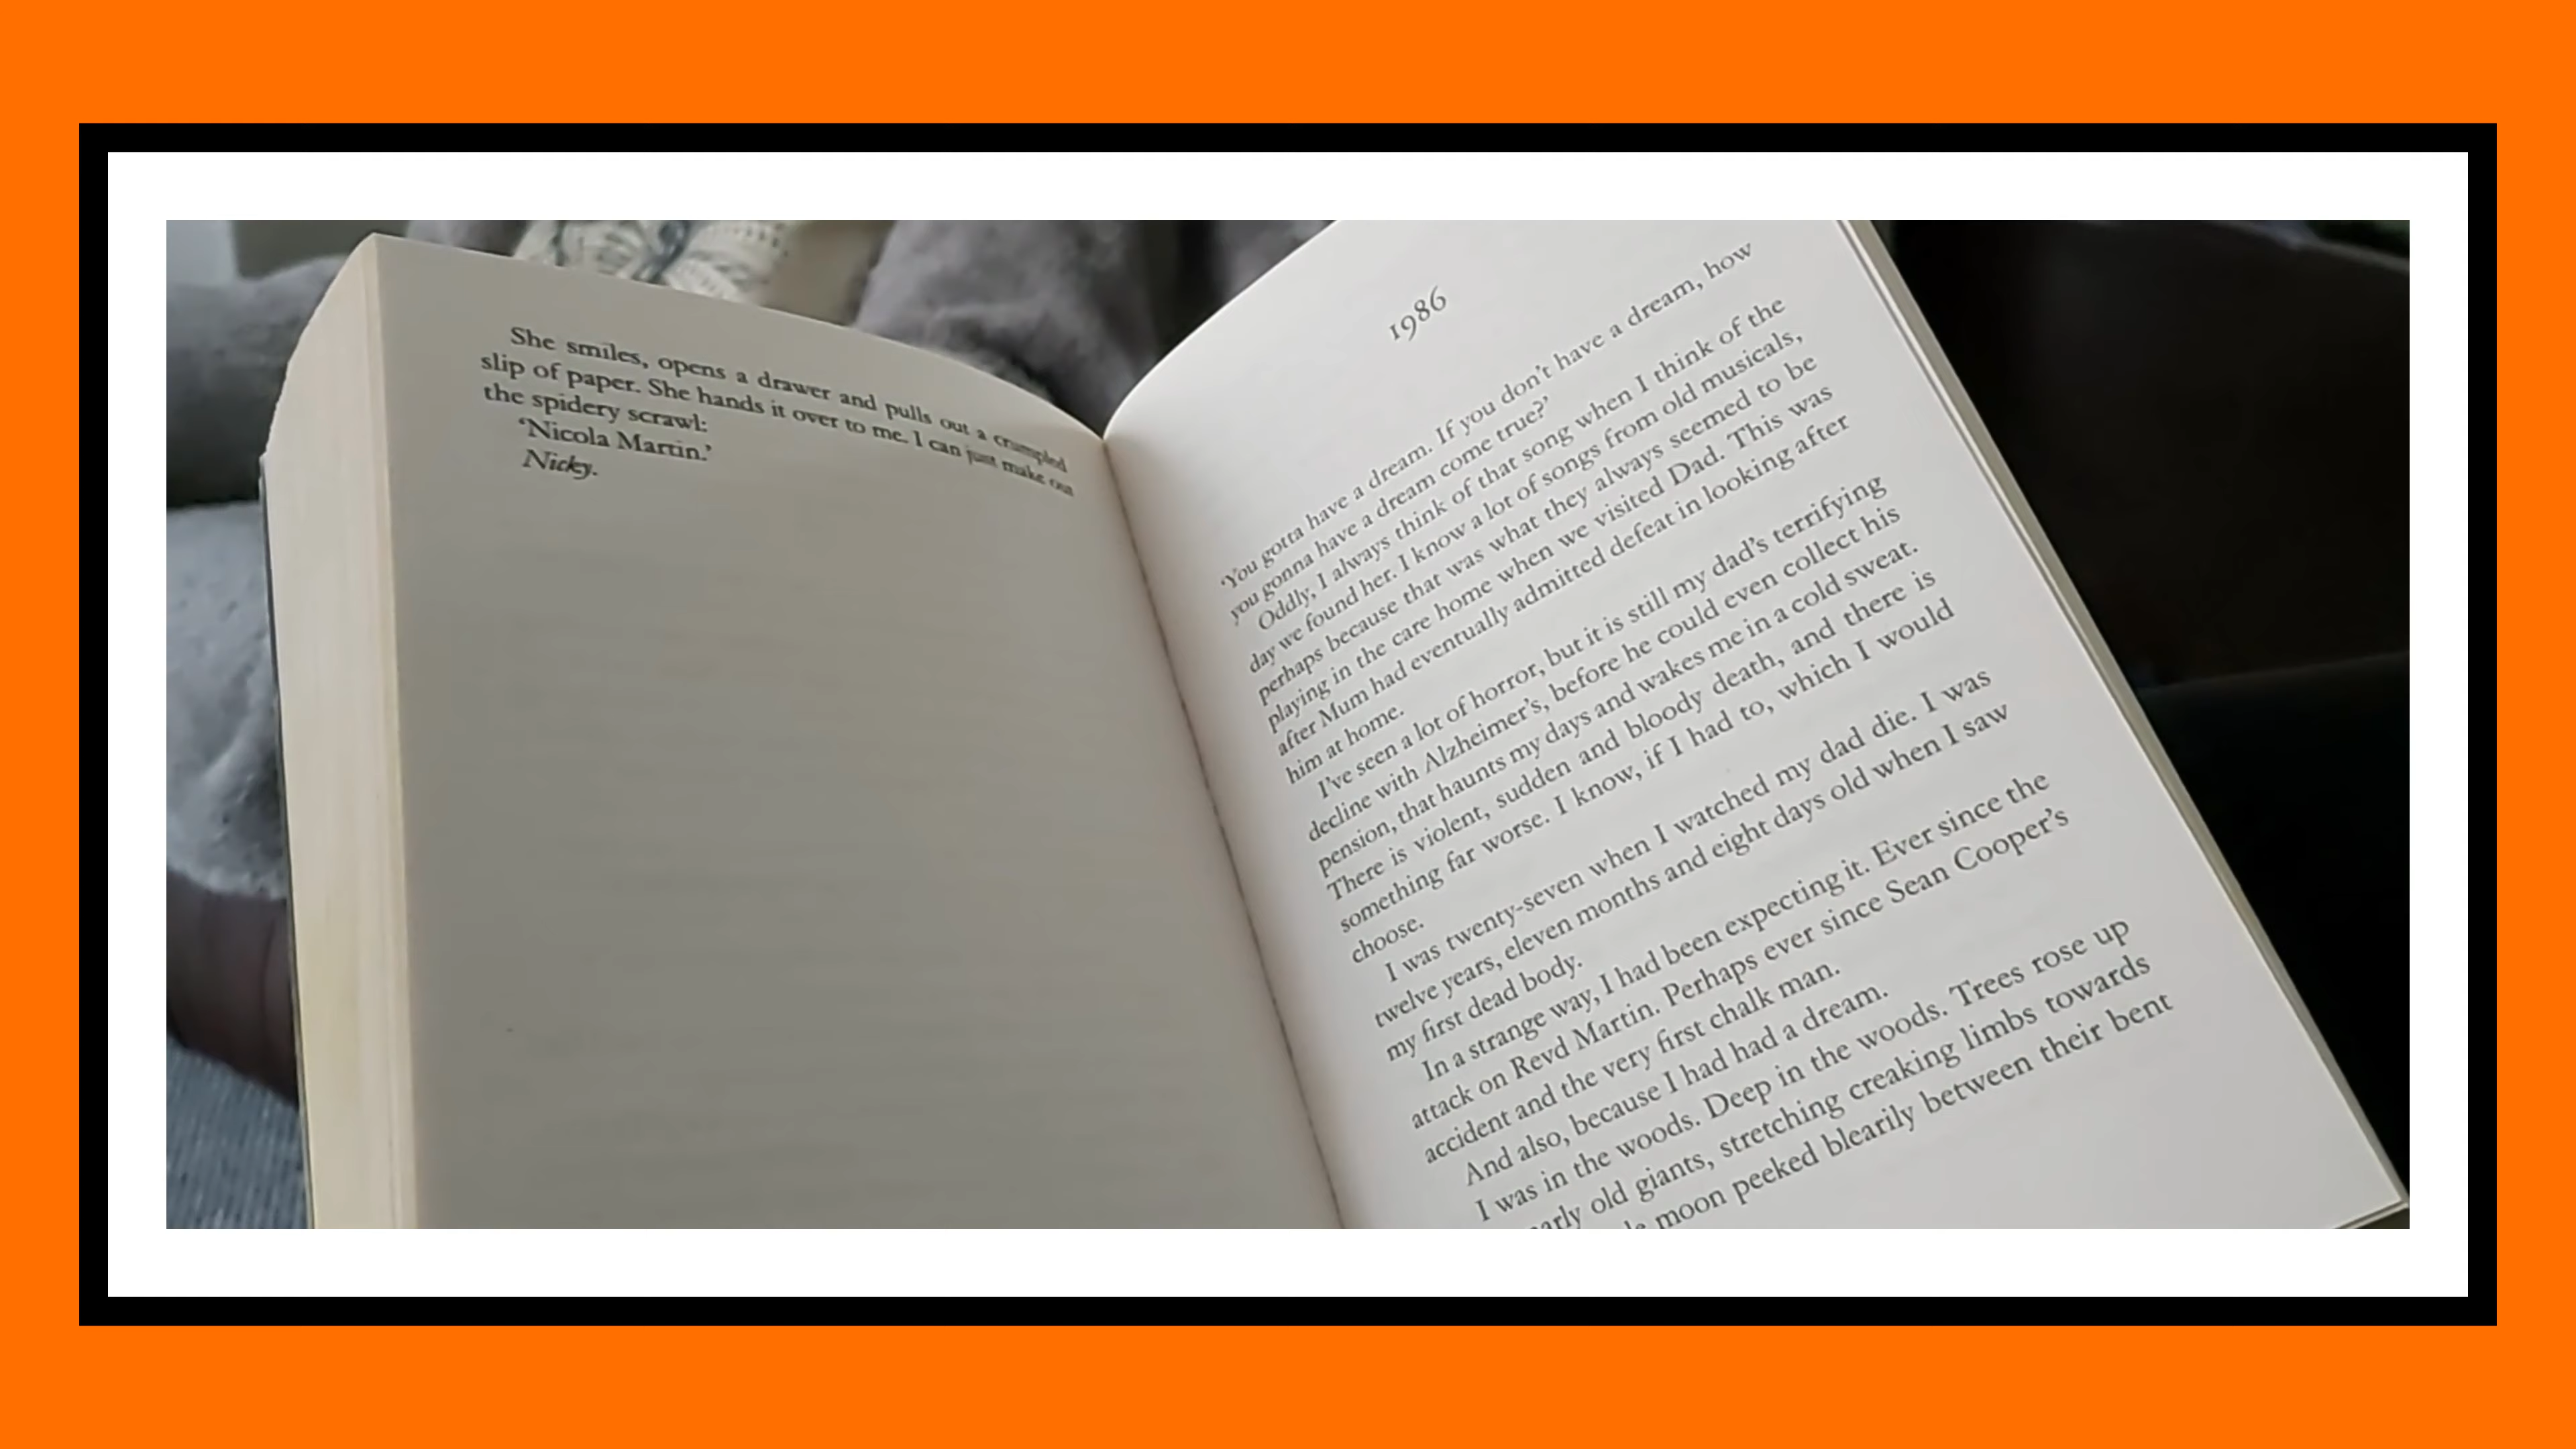 She smiles, opens a drawer and pulls out a crumpled
slip of paper. She hands it over to me. I can just make out
the spidery scrawl:
‘Nicola Martin.’
Nicky.
1986
‘You gotta have a dream. If you don’t have a dream, how
you gonna have a dream come true?’
Oddly, I always think of that song when I think of the
day we found her. I know a lot of songs from old musicals,
perhaps because that was what they always seemed to be
playing in the care home when we visited Dad. This was
after Mum had eventually admitted defeat in looking after
him at home.
I’ve seen a lot of horror, but it is still my dad’s terrifying
decline with Alzheimer’s, before he could even collect his
pension, that haunts my days and wakes me in a cold sweat.
There is violent, sudden and bloody death, and there is
something far worse. I know, if I had to, which I would
choose.
I was twenty-seven when I watched my dad die. I was
twelve years, eleven months and eight days old when I saw
my first dead body.
In a strange way, I had been expecting it. Ever since the
attack on Revd Martin. Perhaps ever since Sean Cooper’s
accident and the very first chalk man.
And also, because I had had a dream.
I was in the woods. Deep in the woods. Trees rose up
old giants, stretching creaking limbs towards
moon peeked blearily between their bent